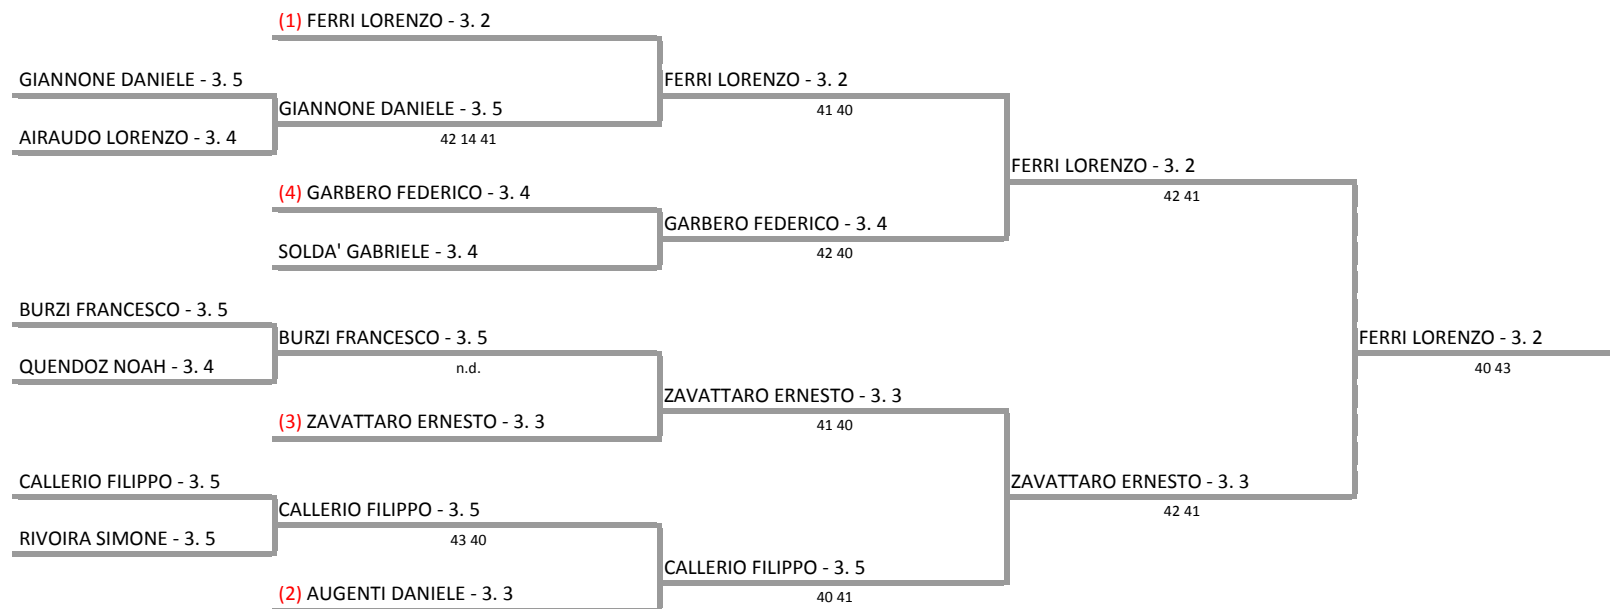 (1) FERRI LORENZO - 3. 2
GIANNONE DANIELE - 3. 5
FERRI LORENZO - 3. 2
GIANNONE DANIELE - 3. 5
41 40
AIRAUDO LORENZO - 3. 4
42 14 41
FERRI LORENZO - 3. 2
(4) GARBERO FEDERICO - 3. 4
42 41
GARBERO FEDERICO - 3. 4
SOLDA' GABRIELE - 3. 4
42 40
BURZI FRANCESCO - 3. 5
BURZI FRANCESCO - 3. 5
FERRI LORENZO - 3. 2
QUENDOZ NOAH - 3. 4
n.d.
40 43
ZAVATTARO ERNESTO - 3. 3
(3) ZAVATTARO ERNESTO - 3. 3
41 40
CALLERIO FILIPPO - 3. 5
ZAVATTARO ERNESTO - 3. 3
CALLERIO FILIPPO - 3. 5
42 41
RIVOIRA SIMONE - 3. 5
43 40
CALLERIO FILIPPO - 3. 5
(2) AUGENTI DANIELE - 3. 3
40 41